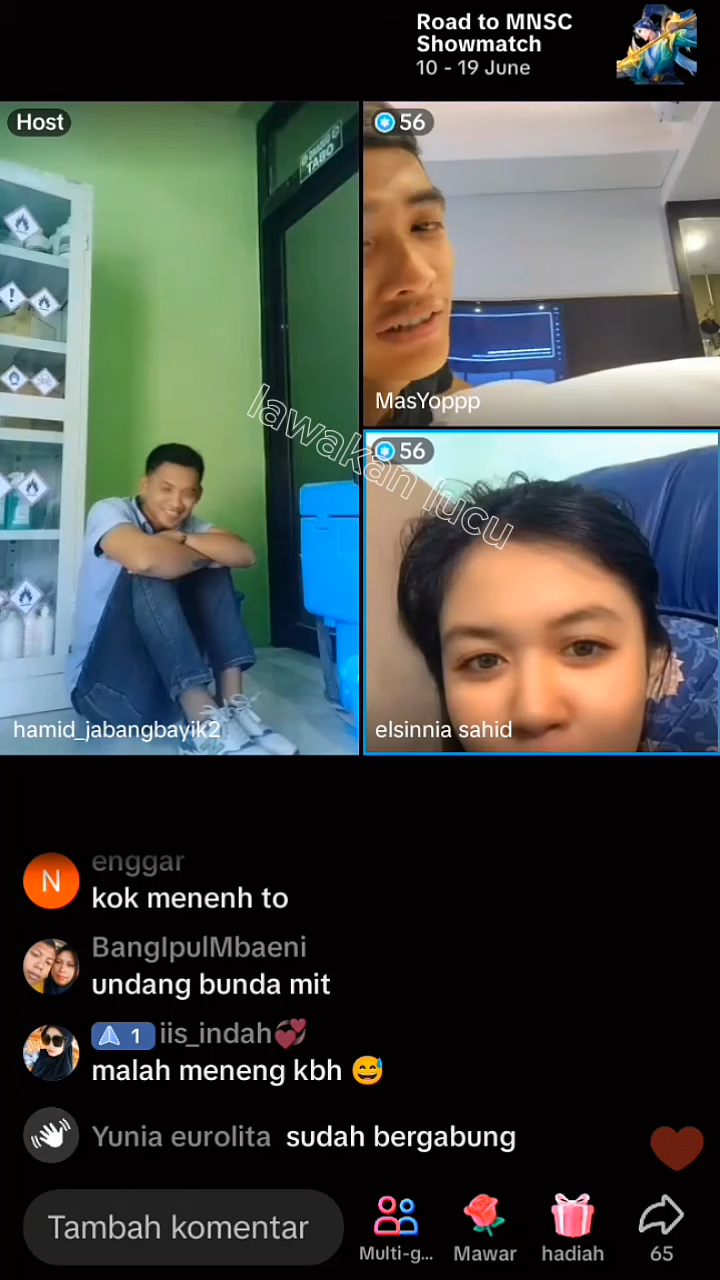 Road to MNSC
Showmatch
10 - 19 June
Host
TABO
56
MasYoppp
lawakan lucu
56
hamid_jabangbayik2
elsinnia sahid
enggar
N
kok menenh to
BangIpulMbaeni
undang bunda mit
1 iis_indah💞
malah meneng kbh 😅
Yunia eurolita sudah bergabung
Tambah komentar
Multi-g...
Mawar
hadiah
65